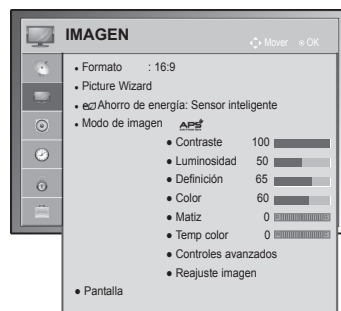 IMAGEN
Mover OK
• Formato : 16:9
• Picture Wizard
• Ahorro de energía: Sensor inteligente
• Modo de imagen APS
• Contraste 100
• Luminosidad 50
• Definición 65
• Color 60
• Matiz 0
• Temp color 0
• Controles avanzados
• Reajuste imagen
• Pantalla